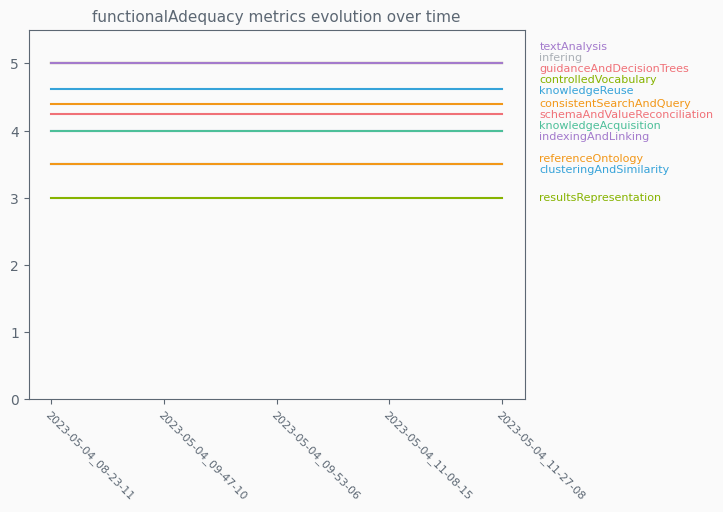 functionalAdequacy metrics evolution over time
5
4
3
2
1
0
textAnalysis
infering
guidanceAndDecisionTrees
controlledVocabulary
knowledgeReuse
consistentSearchAndQuery
schemaAndValueReconciliation
knowledgeAcquisition
indexingAndLinking
referenceOntology
clusteringAndSimilarity
resultsRepresentation
2023-05-04_08-23-11
2023-05-04_09-47-10
2023-05-04_09-53-06
2023-05-04_11-08-15
2023-05-04_11-27-08